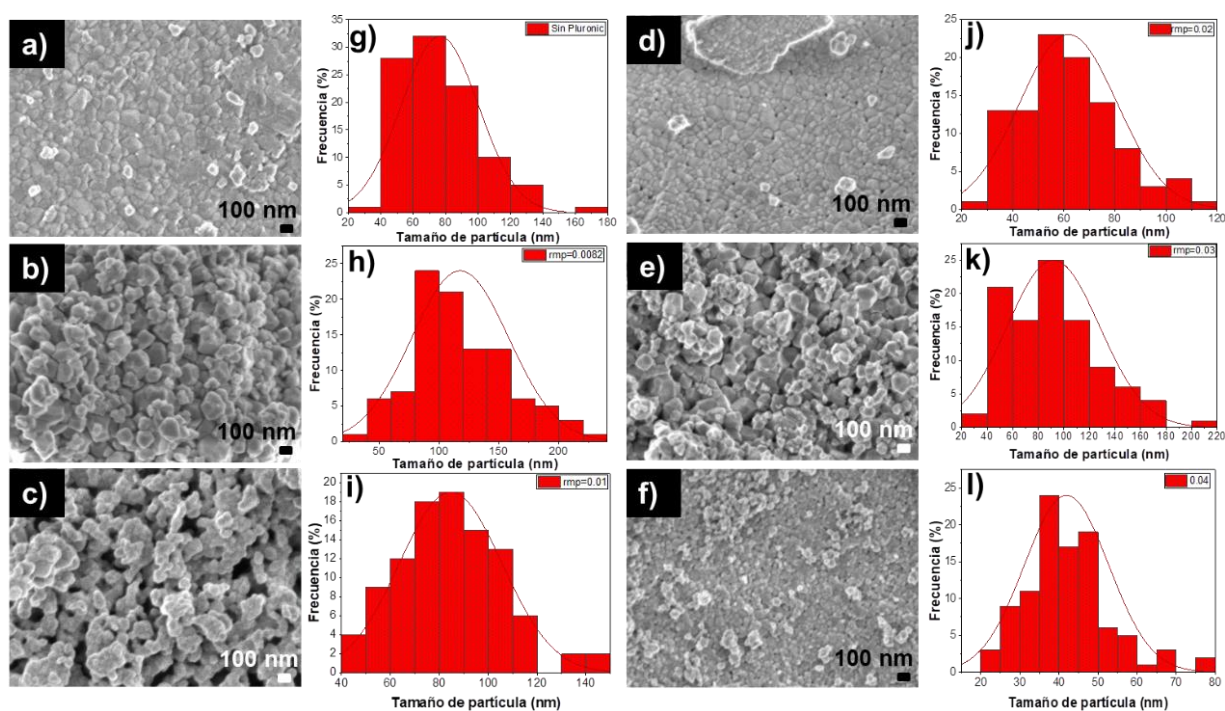 a)
100 nm
g)
Sin Pluronic
Frecuencia (%)
35
30
25
20
15
10
5
0
20 40 60 80 100 120 140 160 180
Tamaño de partícula (nm)
d)
100 nm
j)
rmp=0.02
Frecuencia (%)
25
20
15
10
5
0
20 40 60 80 100 120
Tamaño de partícula (nm)
b)
100 nm
h)
rmp=0.0082
Frecuencia (%)
25
20
15
10
5
0
50 100 150 200
Tamaño de partícula (nm)
e)
100 nm
k)
rmp=0.03
Frecuencia (%)
25
20
15
10
5
0
20 40 60 80 100 120 140 160 180 200 220
Tamaño de partícula (nm)
c)
100 nm
i)
rmp=0.01
Frecuencia (%)
20
18
16
14
12
10
8
6
4
2
0
40 60 80 100 120 140
Tamaño de partícula (nm)
f)
100 nm
l)
0.04
Frecuencia (%)
25
20
15
10
5
0
20 30 40 50 60 70 80
Tamaño de partícula (nm)